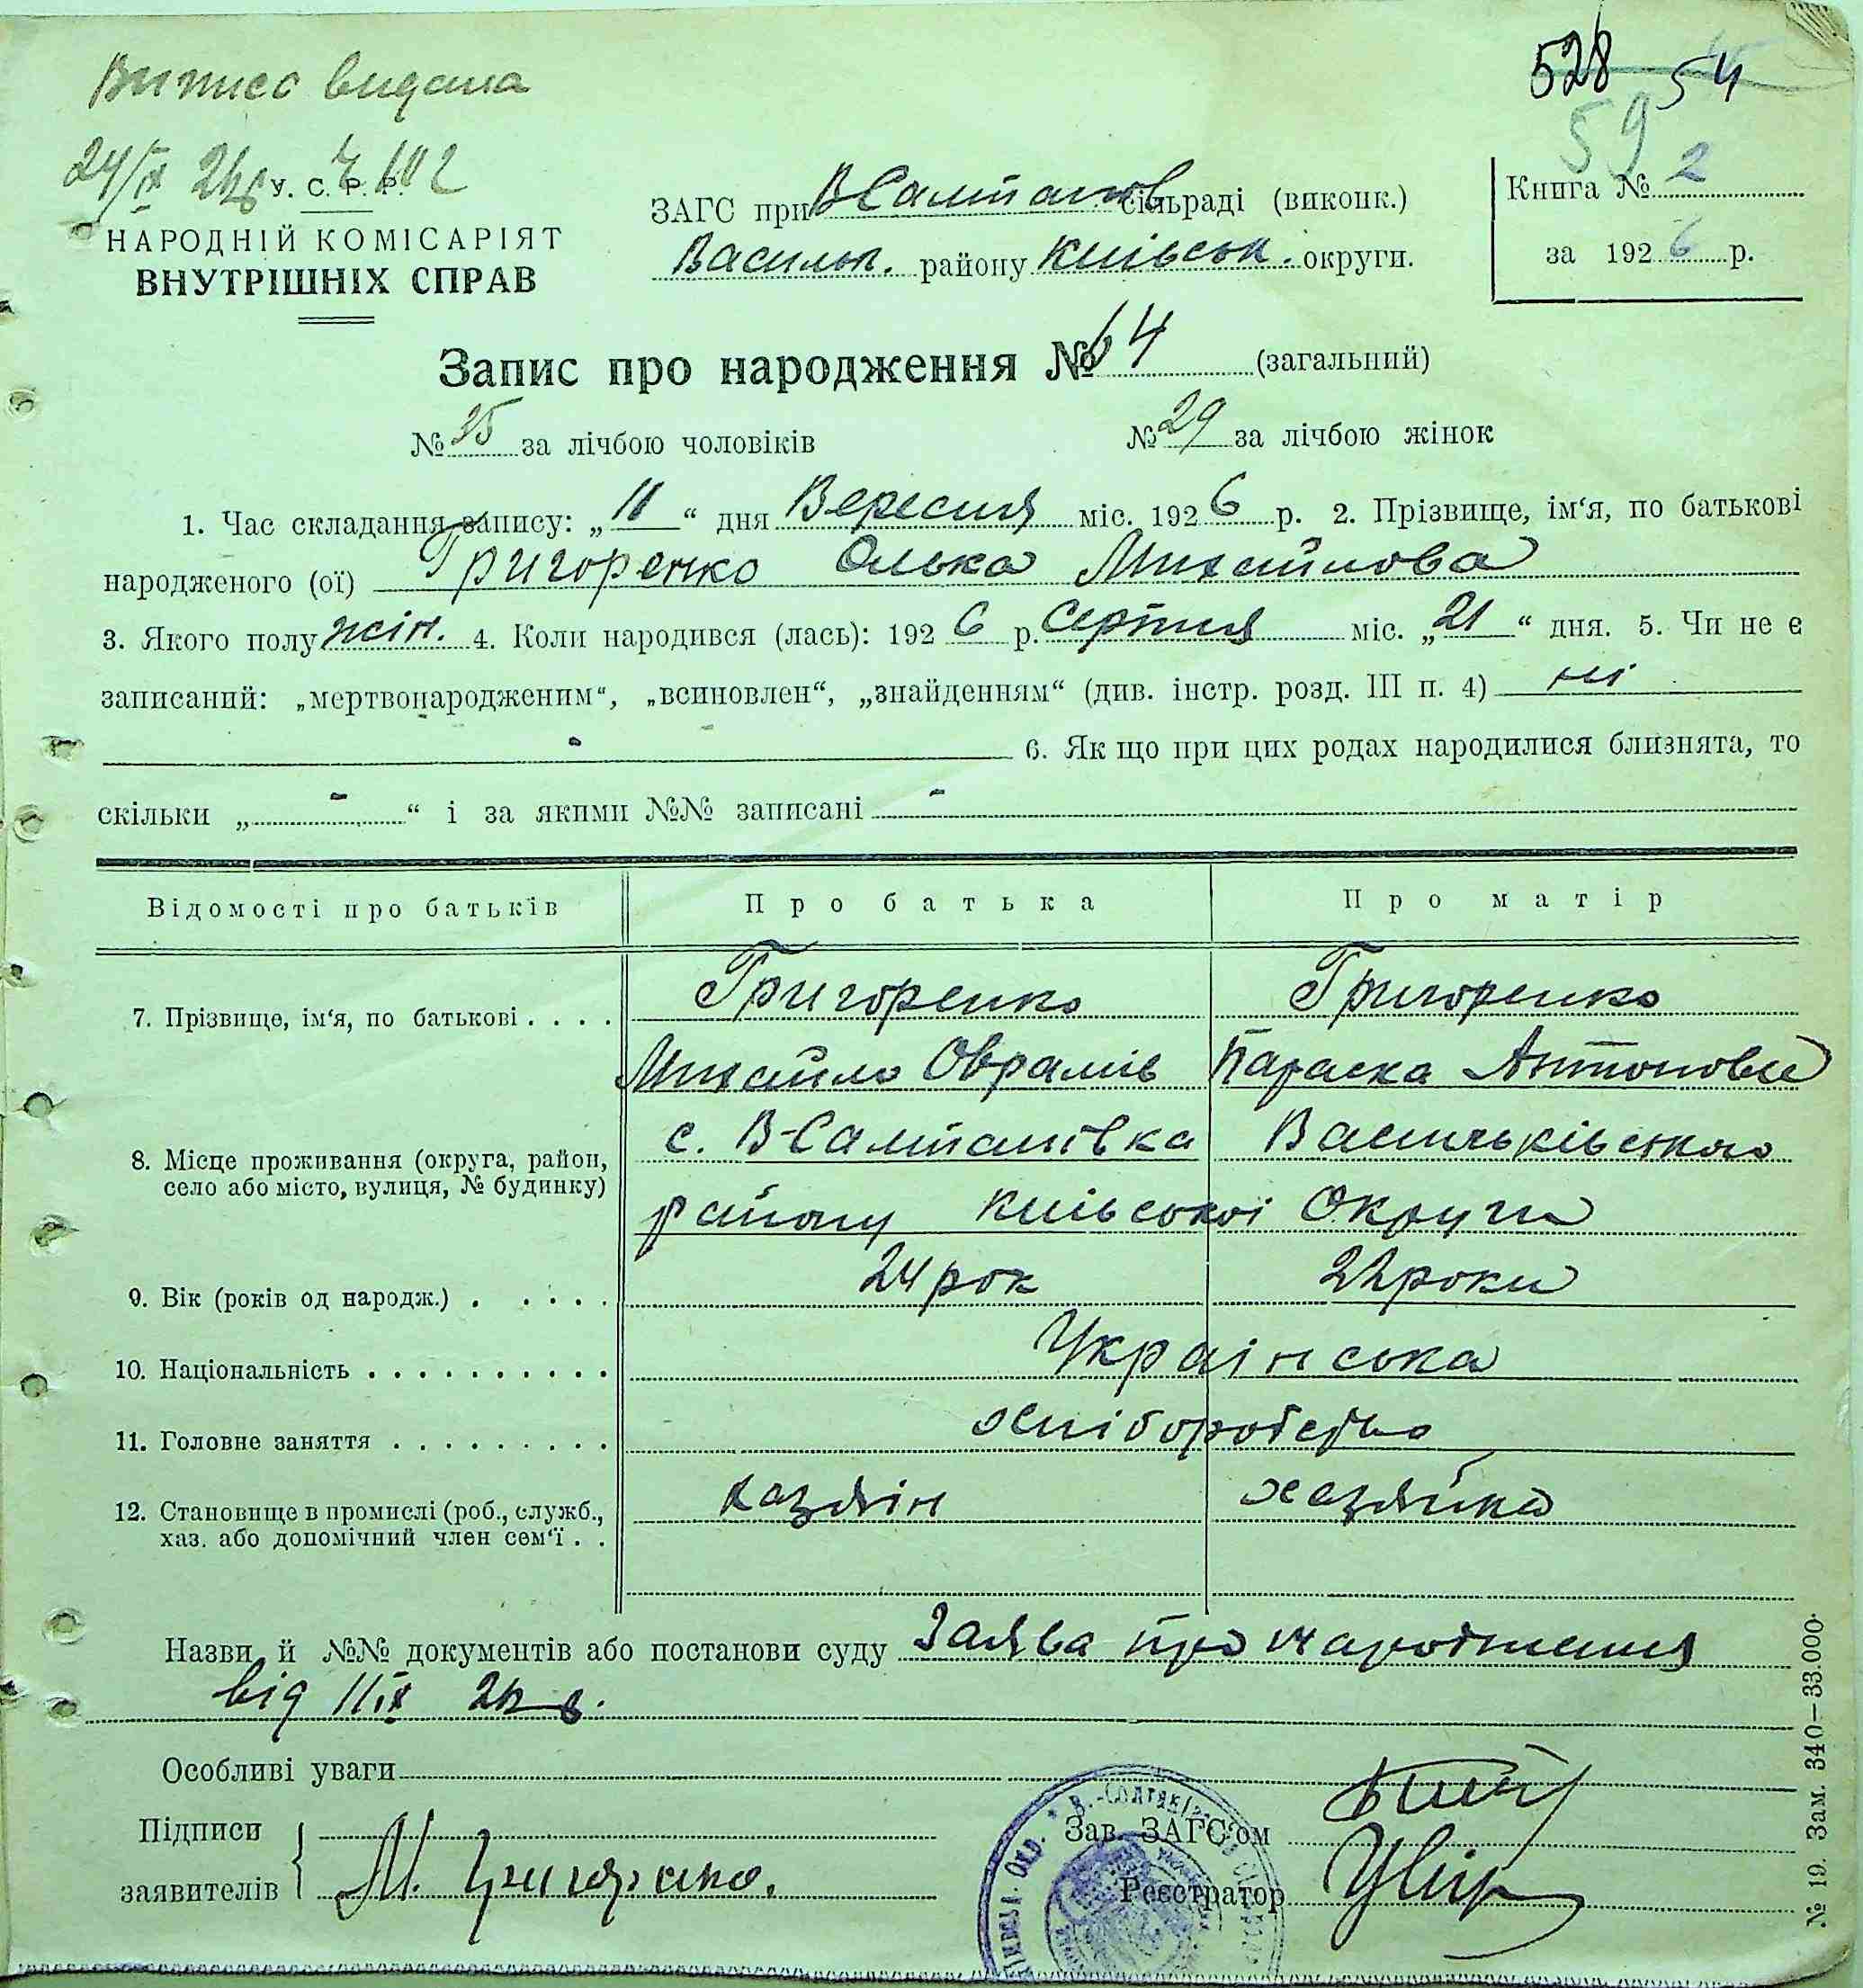 Випис видана
528 54
59
24/IX 26 р. № 102
У. С. Р. Р.
НАРОДНІЙ КОМІСАРІЯТ
ВНУТРІШНІХ СПРАВ
ЗАГС при В Салтанов сільраді (виконк.)
Васильк. району Київськ. округи.
Книга № 2
за 1926 р.
Запис про народження № 64 (загальний)
№ 35 за лічбою чоловіків № 29 за лічбою жінок
1. Час складання запису: „11“ дня Вересня міс. 1926 р. 2. Прізвище, ім‘я, по батькові
народженого (ої) Григоренко Олька Михайлова
3. Якого полу жін. 4. Коли народився (лась): 1926 р. Серпня міс. „21“ дня. 5. Чи не є
записаний: „мертвонародженим“, „всиновлен“, „знайденням“ (див. інстр. розд. III п. 4) ні
- 6. Як що при цих родах народилися близнята, то
скільки „ - “ і за якими №№ записані -
Відомості про батьків Про батька Про матір
7. Прізвище, ім‘я, по батькові . . . . Григоренко Григоренко
Михайло Оврамів Параска Антоновы
8. Місце проживання (округа, район, село або місто, вулиця, № будинку) с. В-Салтанівка Васильківського
району Київської Округи
9. Вік (років од народж.) . . . . . 24 рок 22 роки
10. Національність . . . . . . . . . . Українська
11. Головне заняття . . . . . . . . . хліборобство
12. Становище в промислі (роб., служб., хаз. або допомічний член сем‘ї . . хазяін хазяйка
Назви й №№ документів або постанови суду Заява про народження
від 11/IX 26 р.
Особливі уваги
Підписи
заявителів М. Григоренко.
Зав. ЗАГС‘ом
Реєстратор
№ 19. Зам. 340—33.000.